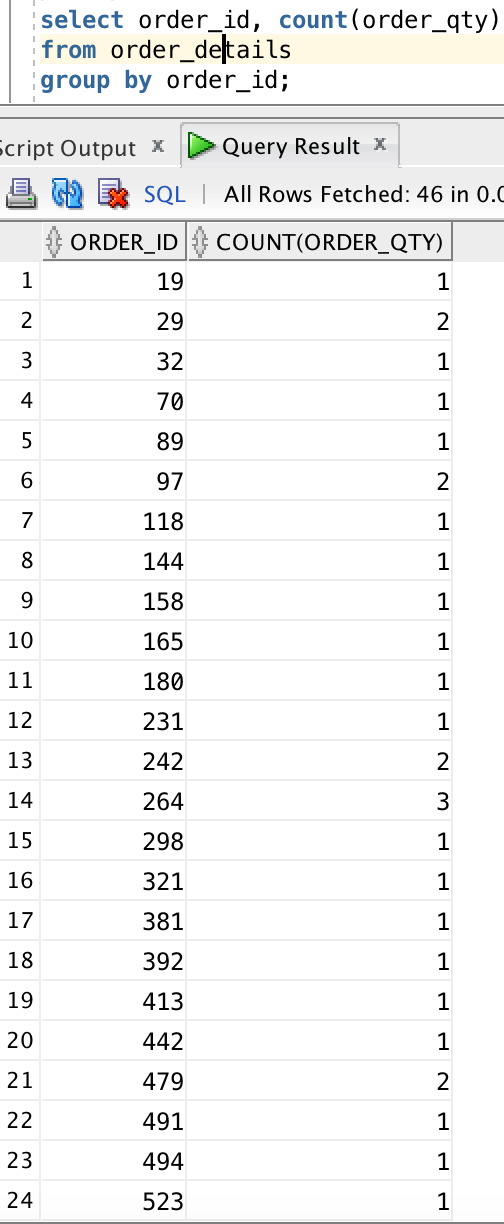 select order_id, count(order_qty)
from order_details
group by order_id;
Script Output x Query Result x
SQL | All Rows Fetched: 46 in 0.0
ORDER_ID COUNT(ORDER_QTY)
1 19 1
2 29 2
3 32 1
4 70 1
5 89 1
6 97 2
7 118 1
8 144 1
9 158 1
10 165 1
11 180 1
12 231 1
13 242 2
14 264 3
15 298 1
16 321 1
17 381 1
18 392 1
19 413 1
20 442 1
21 479 2
22 491 1
23 494 1
24 523 1